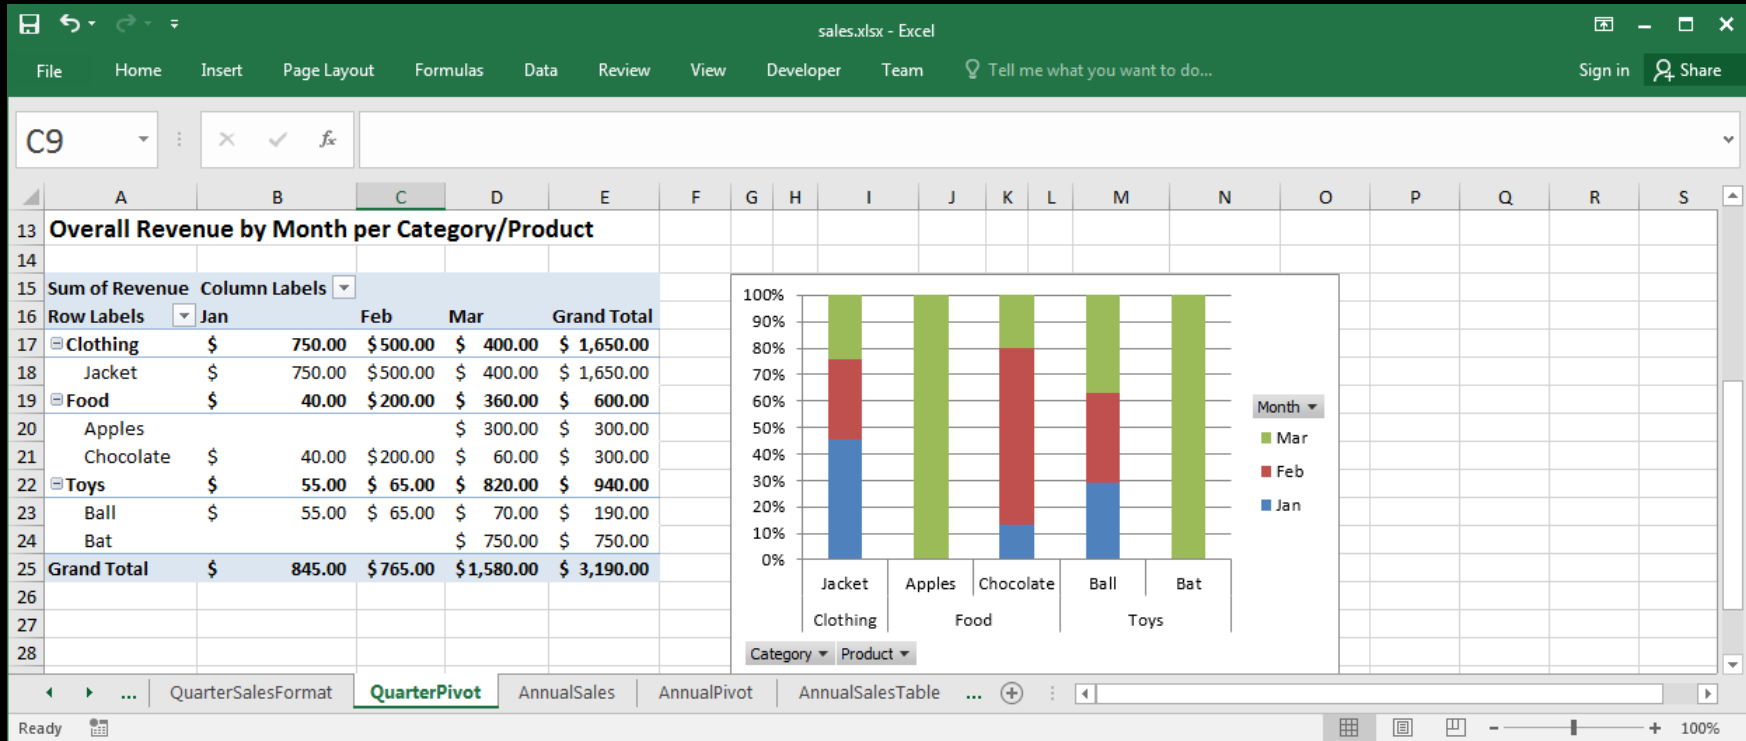 sales.xlsx - Excel
File Home Insert Page Layout Formulas Data Review View Developer Team Tell me what you want to do... Sign in Share
C9 fx
A B C D E F G H I J K L M N O P Q R S
13 Overall Revenue by Month per Category/Product
14
15 Sum of Revenue Column Labels
16 Row Labels Jan Feb Mar Grand Total
17 Clothing $ 750.00 $500.00 $ 400.00 $ 1,650.00
18 Jacket $ 750.00 $500.00 $ 400.00 $ 1,650.00
19 Food $ 40.00 $200.00 $ 360.00 $ 600.00
20 Apples $ 300.00 $ 300.00
21 Chocolate $ 40.00 $200.00 $ 60.00 $ 300.00
22 Toys $ 55.00 $ 65.00 $ 820.00 $ 940.00
23 Ball $ 55.00 $ 65.00 $ 70.00 $ 190.00
24 Bat $ 750.00 $ 750.00
25 Grand Total $ 845.00 $765.00 $1,580.00 $ 3,190.00
26
27
28
100%
90%
80%
70%
60%
50%
40%
30%
20%
10%
0%
Jacket Apples Chocolate Ball Bat
Clothing Food Toys
Month
Mar
Feb
Jan
Category Product
... QuarterSalesFormat QuarterPivot AnnualSales AnnualPivot AnnualSalesTable ...
Ready 100%